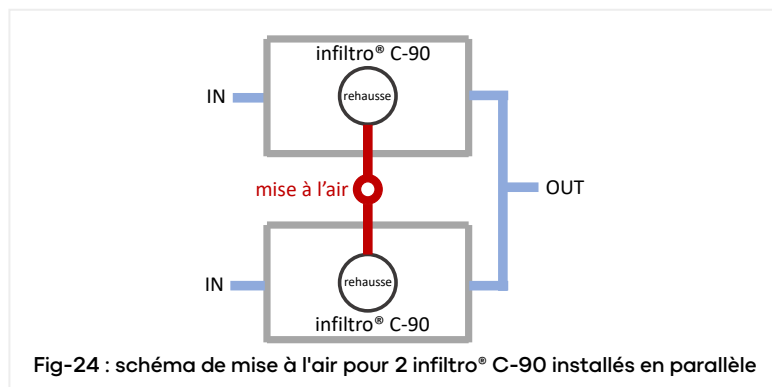 infiltro® C-90
rehausse
IN
mise à l'air
OUT
IN
rehausse
infiltro® C-90
Fig-24 : schéma de mise à l'air pour 2 infiltro® C-90 installés en parallèle